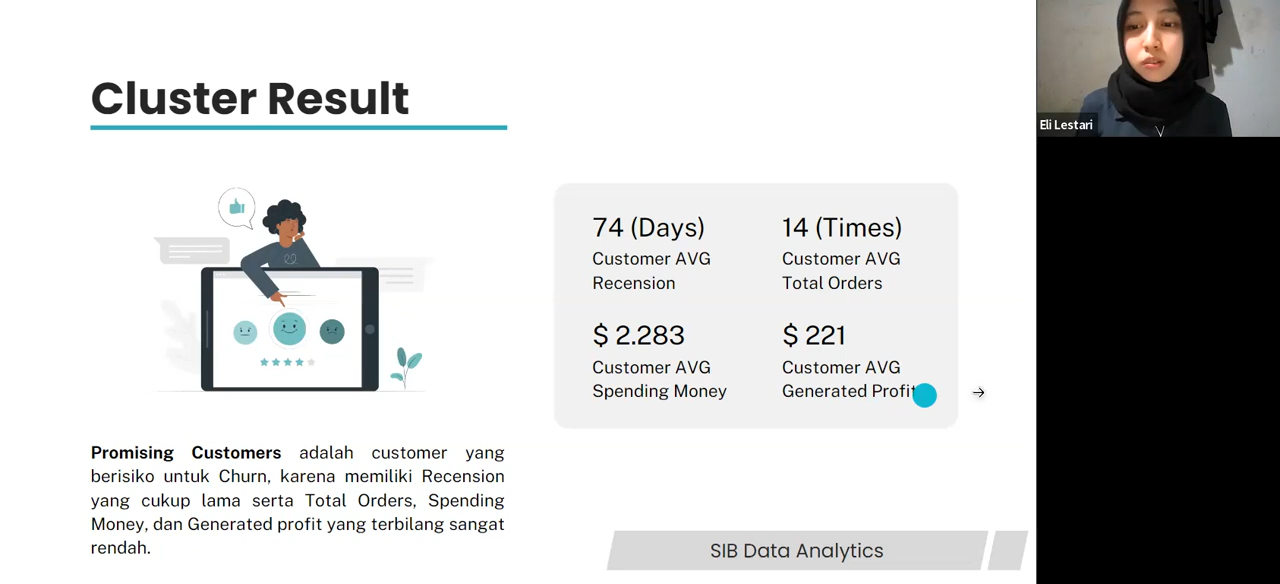 Cluster Result
74 (Days)
Customer AVG
Recension
14 (Times)
Customer AVG
Total Orders
$ 2.283
Customer AVG
Spending Money
$ 221
Customer AVG
Generated Profit
Promising Customers adalah customer yang
berisiko untuk Churn, karena memiliki Recension
yang cukup lama serta Total Orders, Spending
Money, dan Generated profit yang terbilang sangat
rendah.
SIB Data Analytics
Eli Lestari